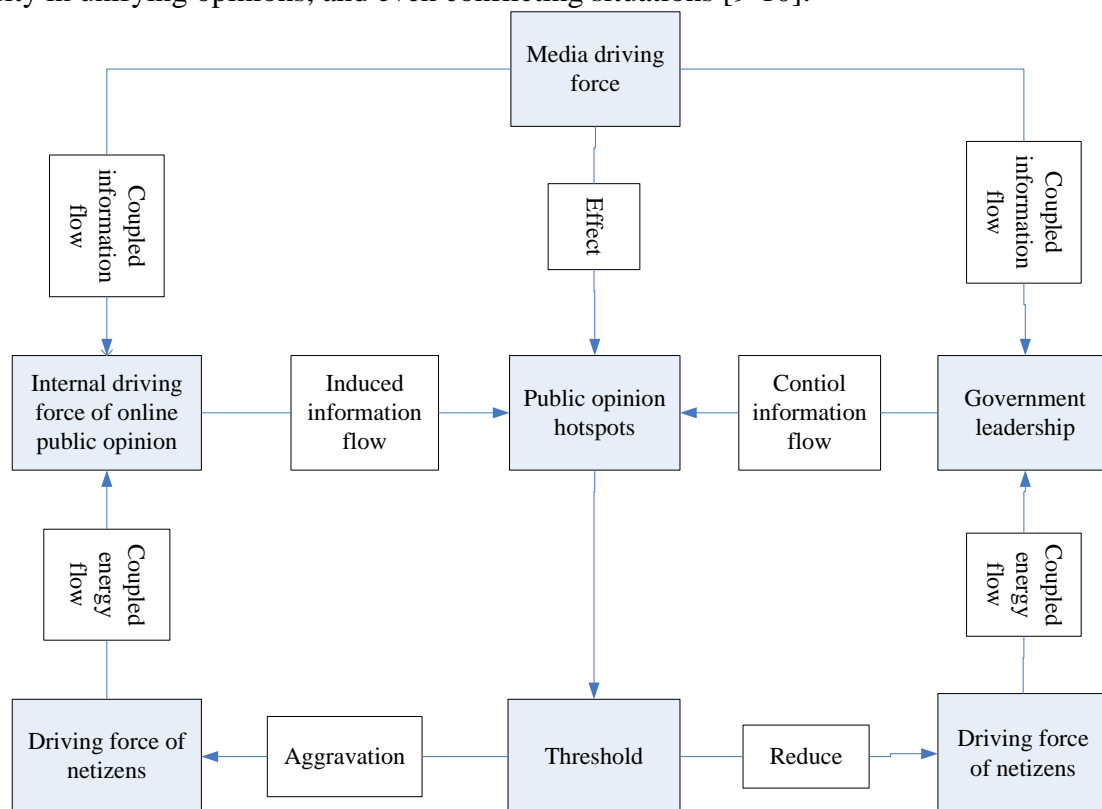 ity in unifying opinions, and even conflicting situations [9-10].
Media driving
force
Coupled
information
flow
Effect
Coupled
information
flow
Internal driving
force of online
public opinion
Induced
information
flow
Public opinion
hotspots
Contiol
information
flow
Government
leadership
Coupled
energy
flow
Coupled
energy
flow
Driving force of
netizens
Aggravation
Threshold
Reduce
Driving force
of netizens